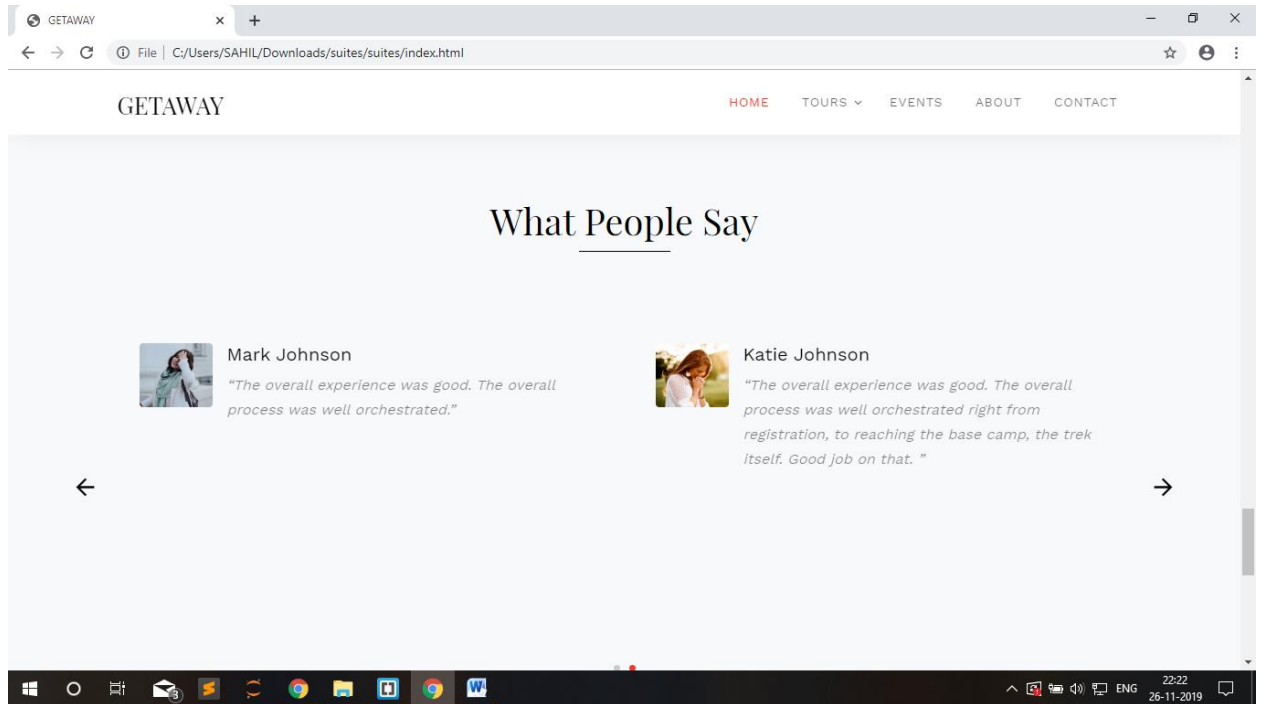 GETAWAY
File | C:/Users/SAHIL/Downloads/suites/suites/index.html
GETAWAY
HOME TOURS EVENTS ABOUT CONTACT
What People Say
Mark Johnson
“The overall experience was good. The overall
process was well orchestrated.”
Katie Johnson
“The overall experience was good. The overall
process was well orchestrated right from
registration, to reaching the base camp, the trek
itself. Good job on that. ”
3
ENG
22:22
26-11-2019